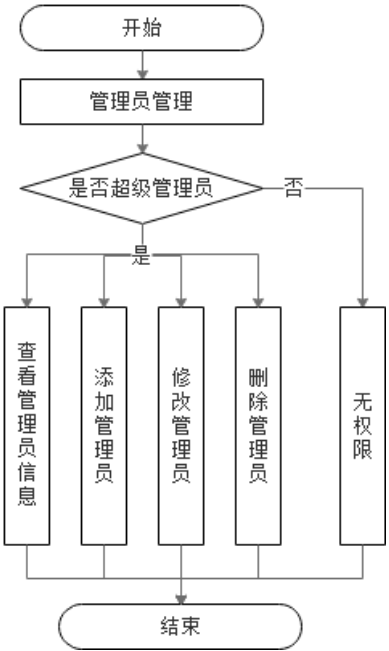 开始
管理员管理
是否超级管理员
否
是
查看管理员信息
添加管理员
修改管理员
删除管理员
无权限
结束